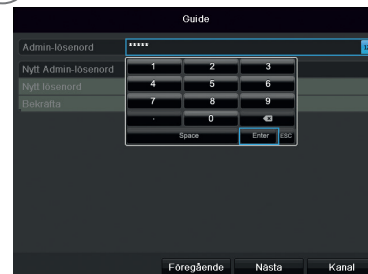 Guide
Admin-lösenord *****
Nytt Admin-lösenord
Nytt lösenord
Bekräfta
1 2 3
4 5 6
7 8 9
. 0
Space Enter ESC
Föregående Nästa Kanal